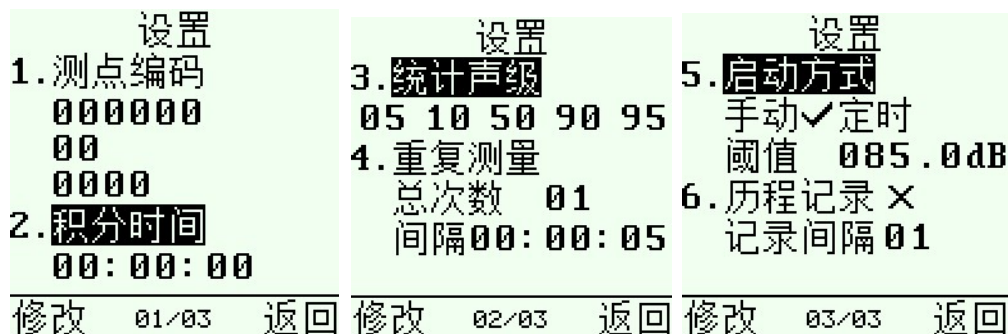 设置
1.测点编码
000000
00
0000
2.积分时间
00:00:00
修改 01/03 返回
设置
3.统计声级
05 10 50 90 95
4.重复测量
总次数 01
间隔00:00:05
修改 02/03 返回
设置
5.启动方式
手动✔定时
阈值 085.0dB
6.历程记录×
记录间隔01
修改 03/03 返回